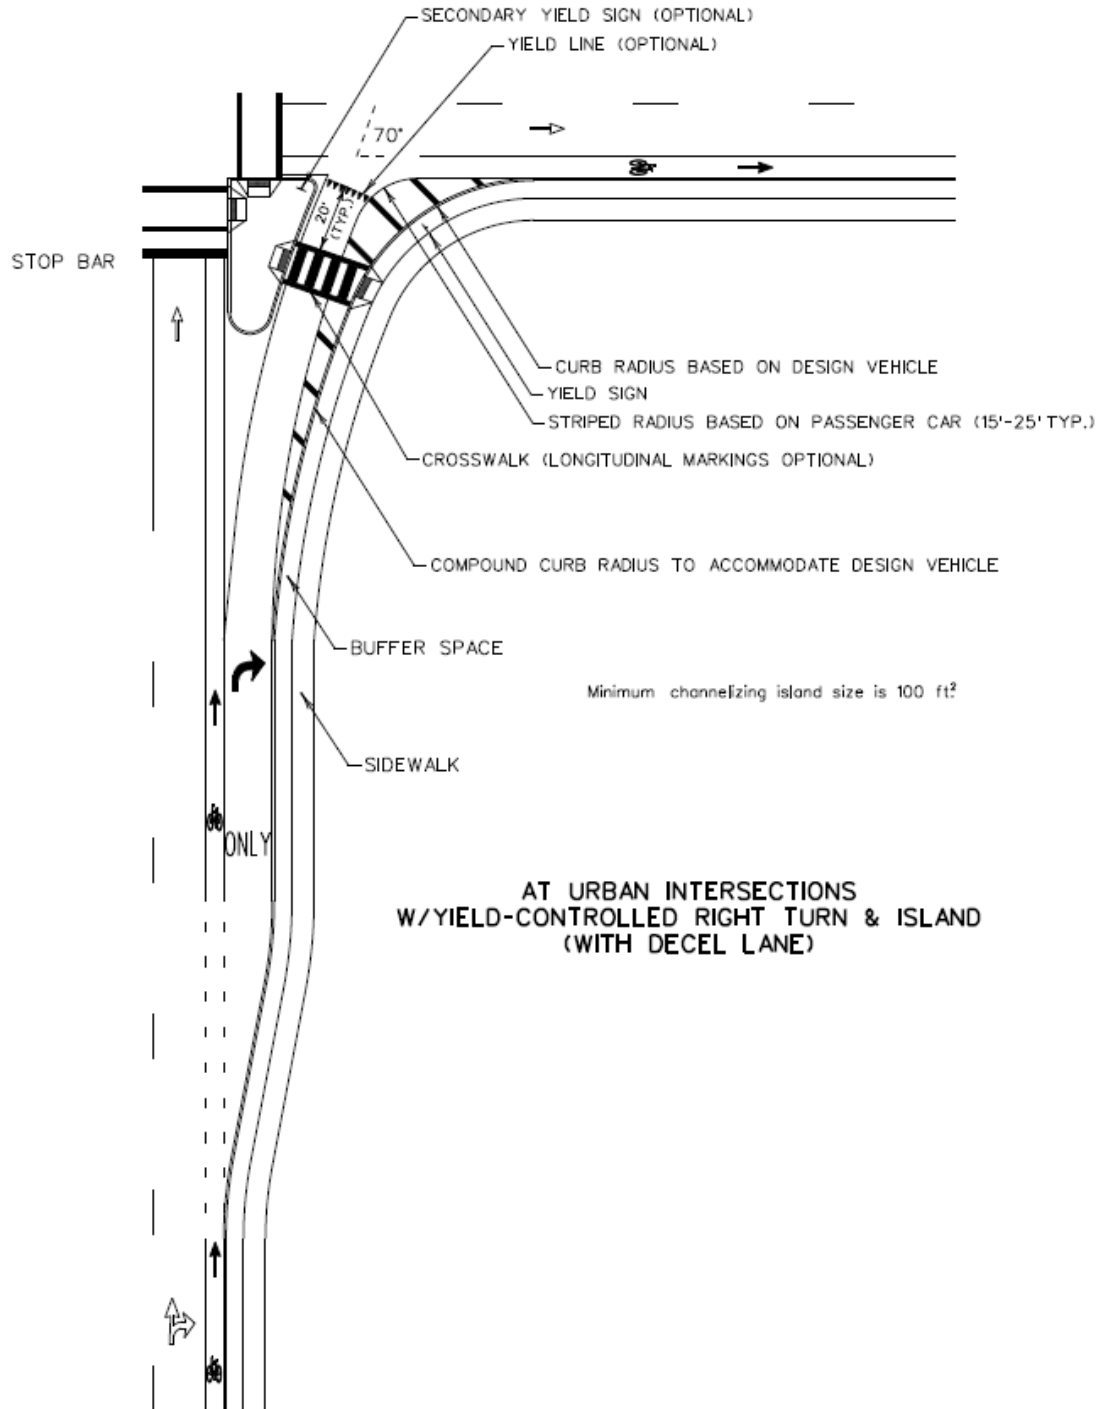 SECONDARY YIELD SIGN (OPTIONAL)
YIELD LINE (OPTIONAL)
70°
20'
(TYP.)
STOP BAR
CURB RADIUS BASED ON DESIGN VEHICLE
YIELD SIGN
STRIPED RADIUS BASED ON PASSENGER CAR (15'-25' TYP.)
CROSSWALK (LONGITUDINAL MARKINGS OPTIONAL)
COMPOUND CURB RADIUS TO ACCOMMODATE DESIGN VEHICLE
BUFFER SPACE
Minimum channelizing island size is 100 ft.²
SIDEWALK
ONLY
AT URBAN INTERSECTIONS
W/YIELD-CONTROLLED RIGHT TURN & ISLAND
(WITH DECEL LANE)